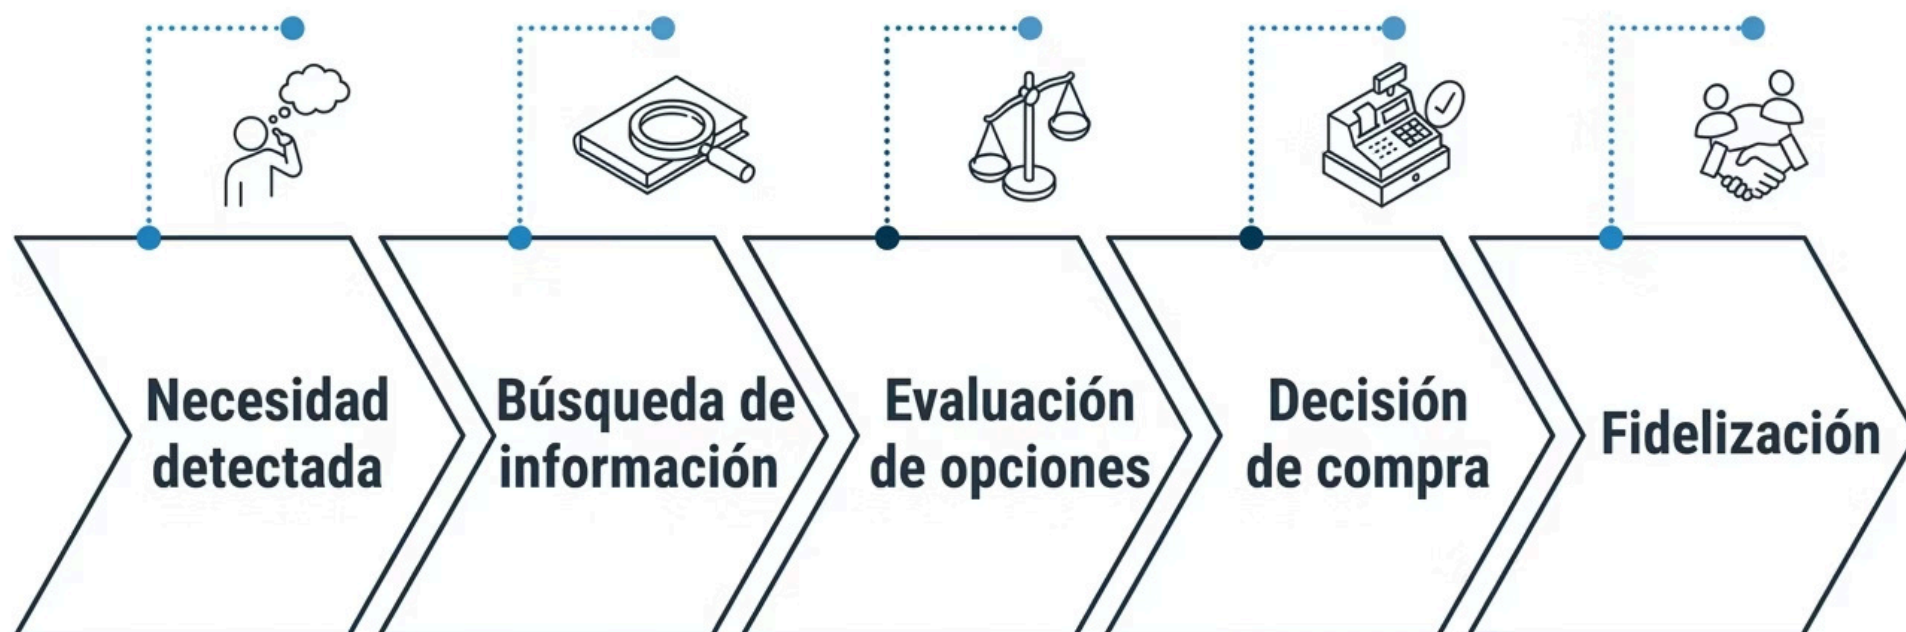 Necesidad
detectada
Búsqueda de
información
Evaluación
de opciones
Decisión
de compra
Fidelización